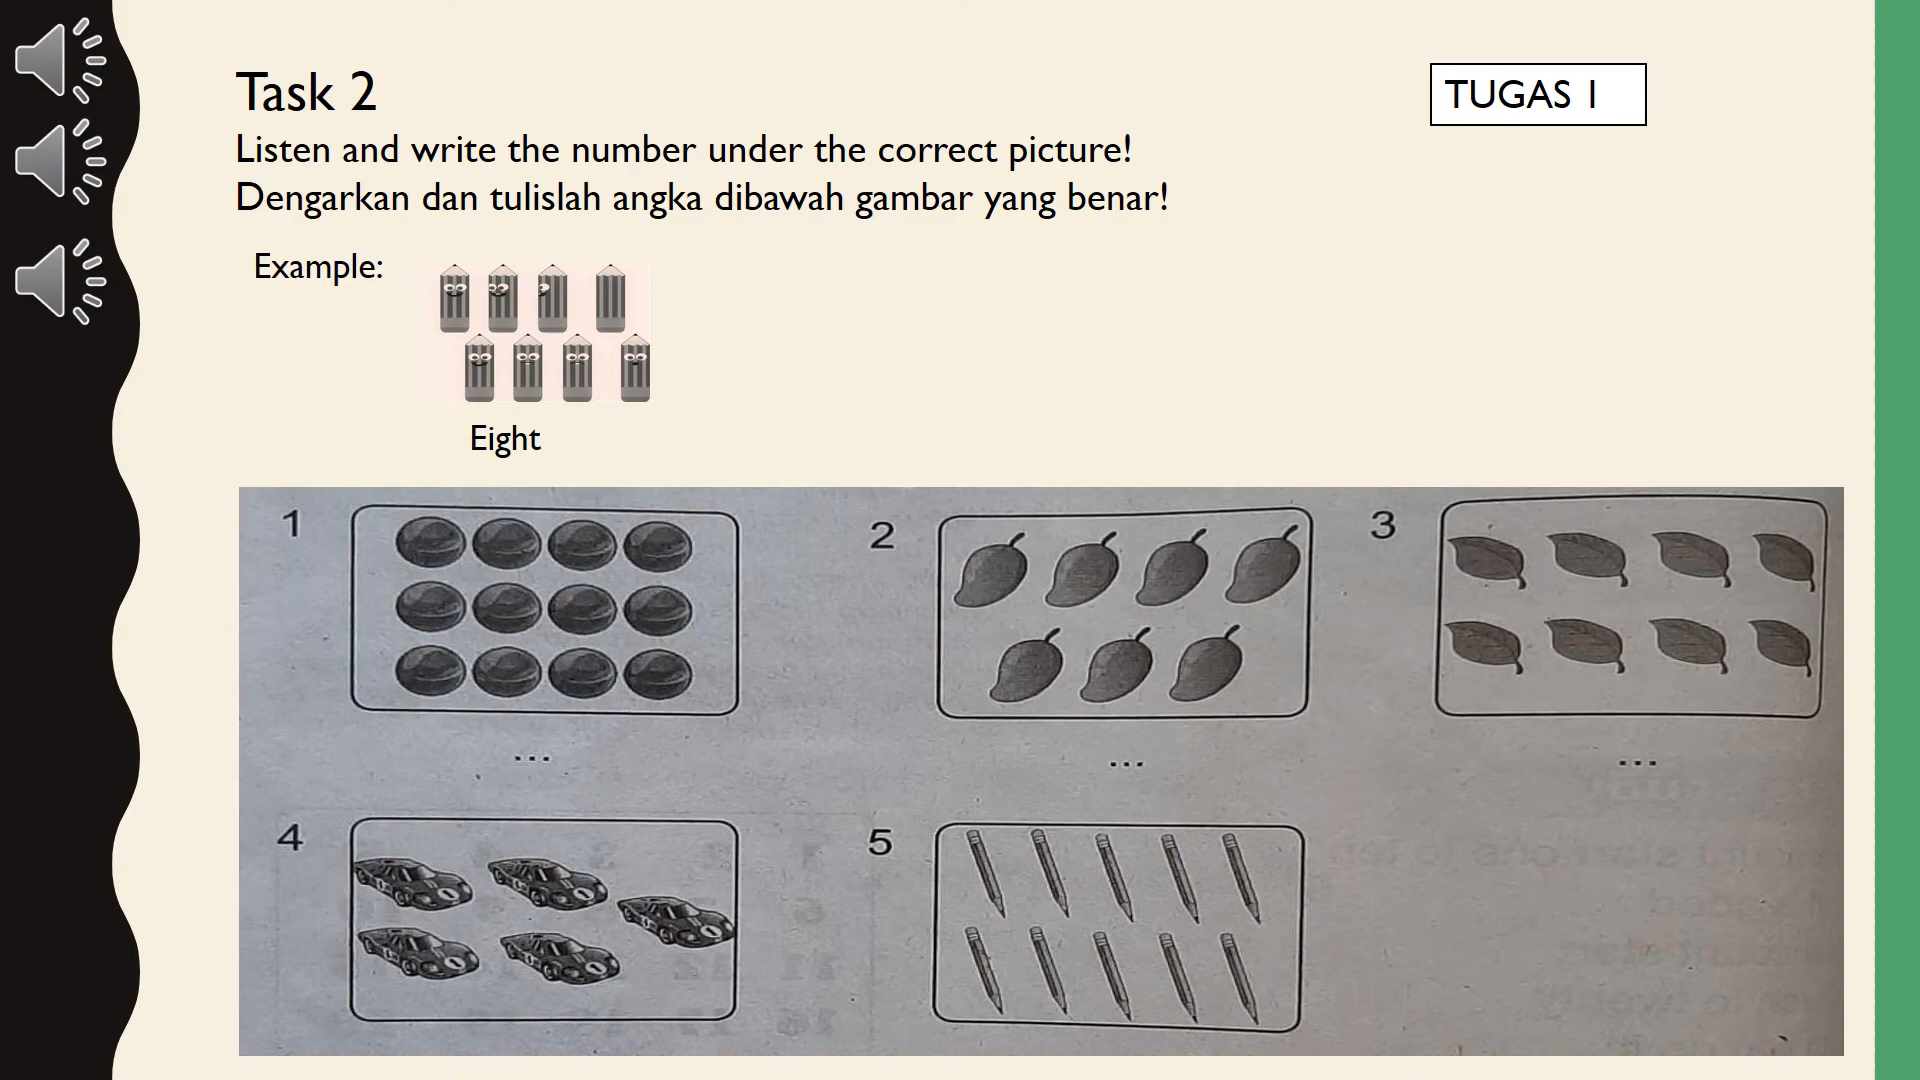 Task 2
TUGAS 1
Listen and write the number under the correct picture!
Dengarkan dan tulislah angka dibawah gambar yang benar!
Example:
Eight
1
2
3
...
...
...
4
5